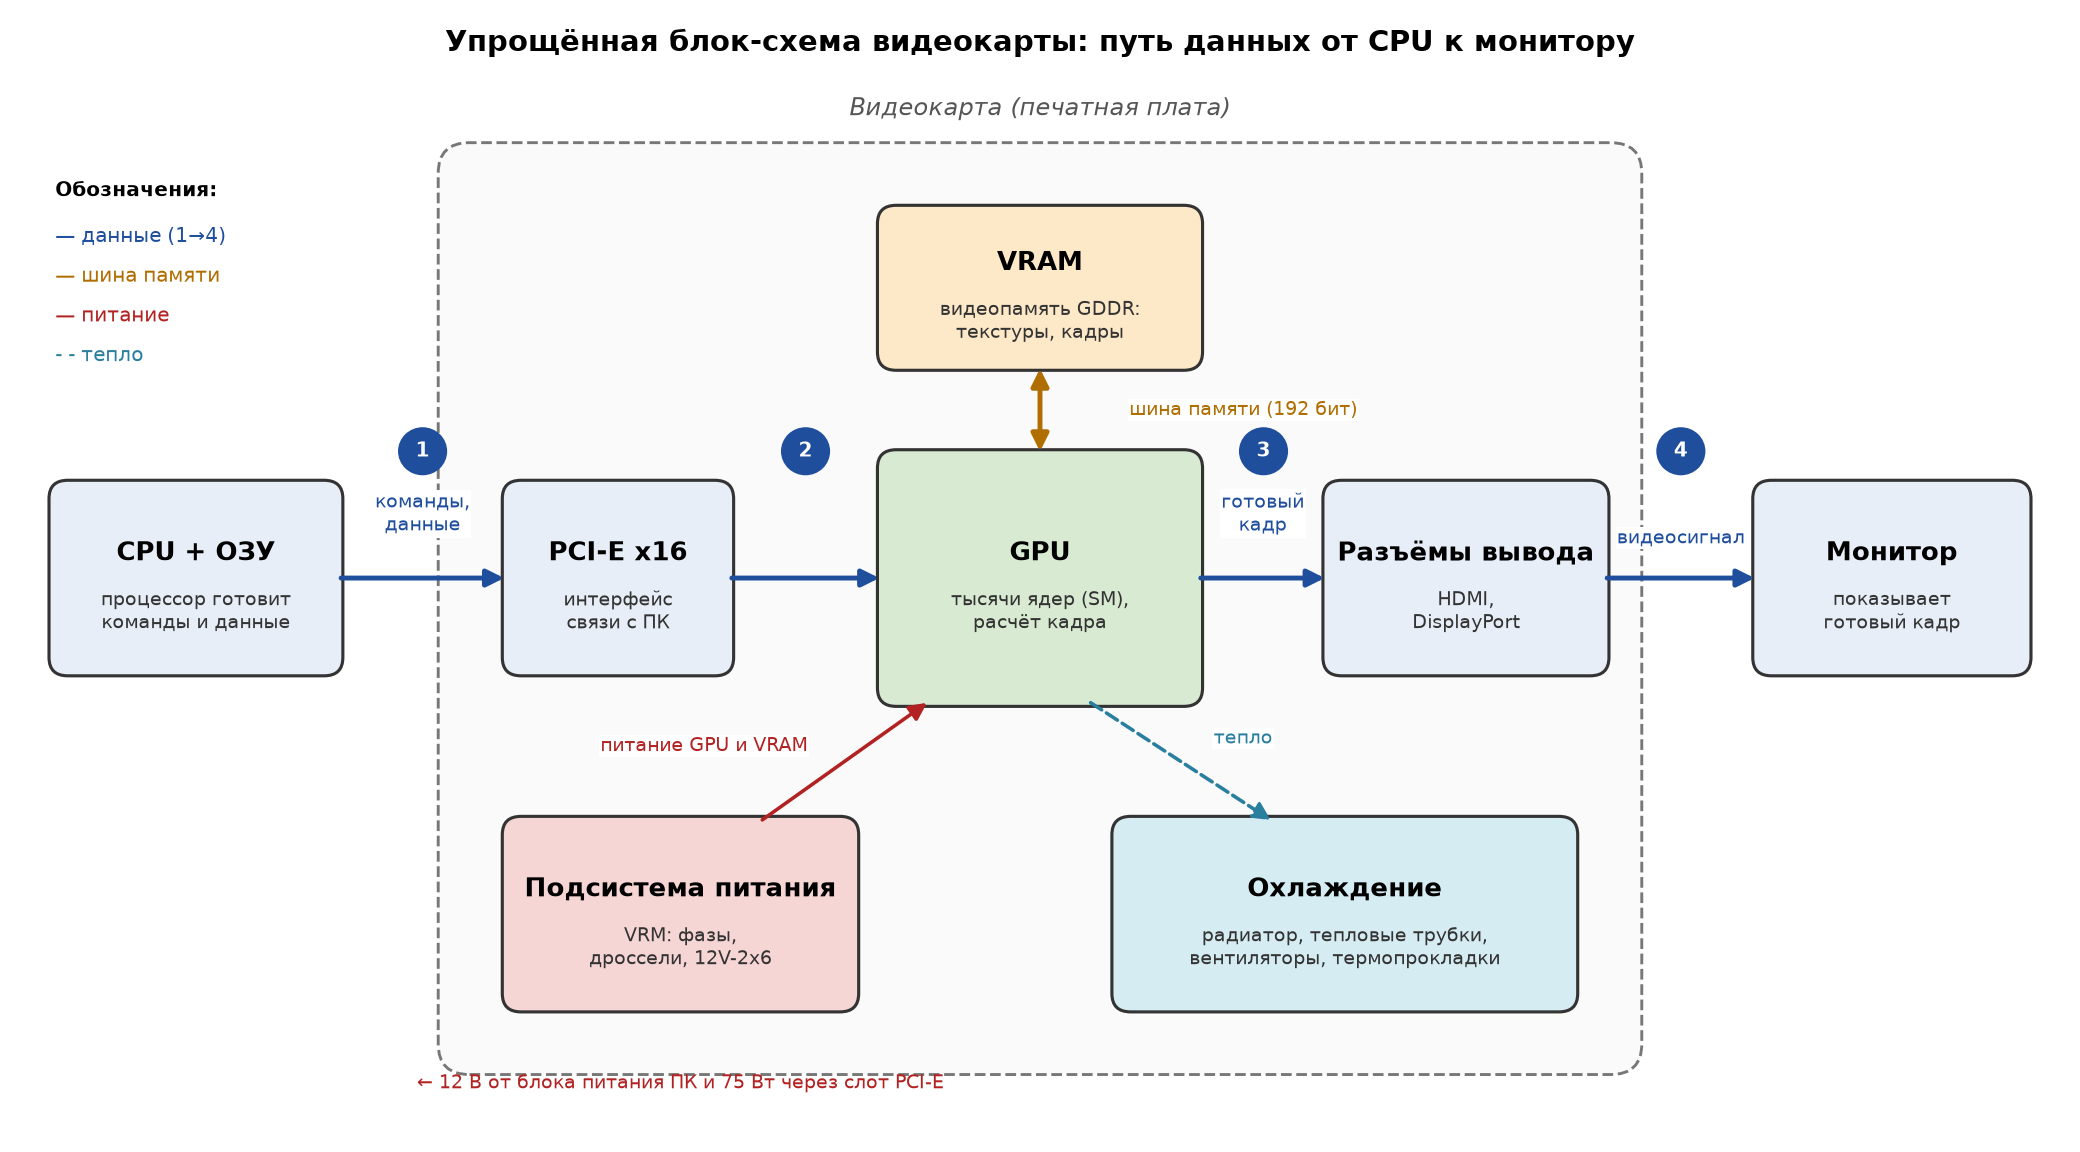 Упрощённая блок-схема видеокарты: путь данных от CPU к монитору
Видеокарта (печатная плата)
Обозначения:
— данные (1→4)
— шина памяти
— питание
- - тепло
VRAM
видеопамять GDDR:
текстуры, кадры
шина памяти (192 бит)
1
команды,
данные
2
3
готовый
кадр
4
видеосигнал
CPU + ОЗУ
процессор готовит
команды и данные
PCI-E x16
интерфейс
связи с ПК
GPU
тысячи ядер (SM),
расчёт кадра
Разъёмы вывода
HDMI,
DisplayPort
Монитор
показывает
готовый кадр
питание GPU и VRAM
тепло
Подсистема питания
VRM: фазы,
дроссели, 12V-2x6
Охлаждение
радиатор, тепловые трубки,
вентиляторы, термопрокладки
← 12 В от блока питания ПК и 75 Вт через слот PCI-E